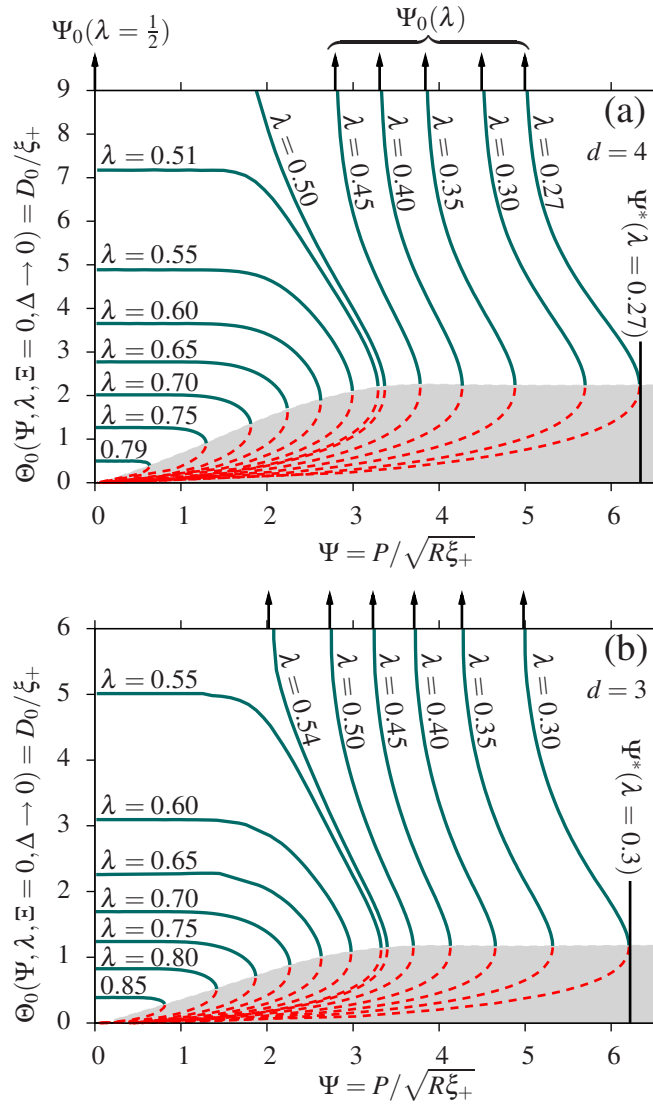 Ψ₀(λ = ½)
Ψ₀(λ)
9
8
7
6
5
4
3
2
1
0
Θ₀(Ψ, λ, Ξ = 0, Δ → 0) = D₀/ξ₊
(a)
d = 4
λ = 0.51
λ = 0.55
λ = 0.60
λ = 0.65
λ = 0.70
λ = 0.75
0.79
λ = 0.50
λ = 0.45
λ = 0.40
λ = 0.35
λ = 0.30
λ = 0.27
Ψ*(λ = 0.27)
0 1 2 3 4 5 6
Ψ = P/√Rξ₊
6
5
4
3
2
1
0
Θ₀(Ψ, λ, Ξ = 0, Δ → 0) = D₀/ξ₊
(b)
d = 3
λ = 0.55
λ = 0.60
λ = 0.65
λ = 0.70
λ = 0.75
λ = 0.80
0.85
λ = 0.54
λ = 0.50
λ = 0.45
λ = 0.40
λ = 0.35
λ = 0.30
Ψ*(λ = 0.3)
0 1 2 3 4 5 6
Ψ = P/√Rξ₊